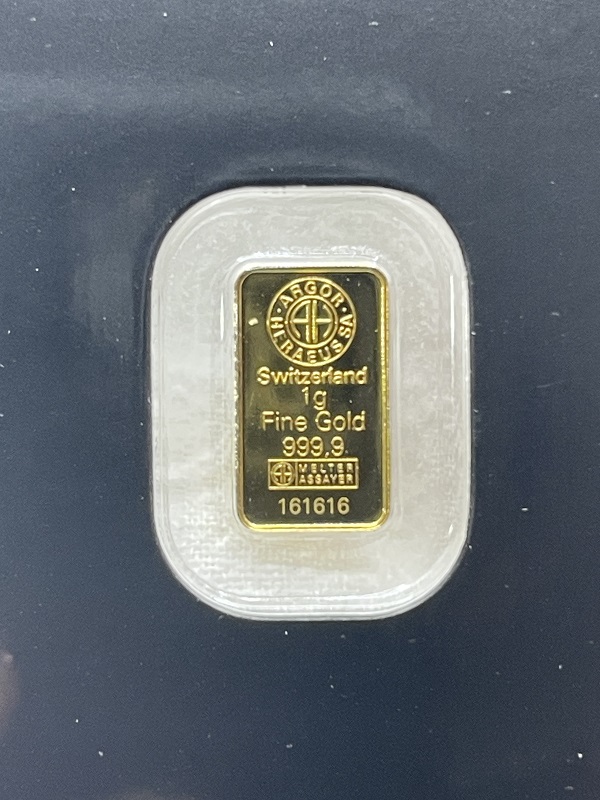 ARGOR
HERAEUS SA
Switzerland
1g
Fine Gold
999,9
MELTER
ASSAYER
161616